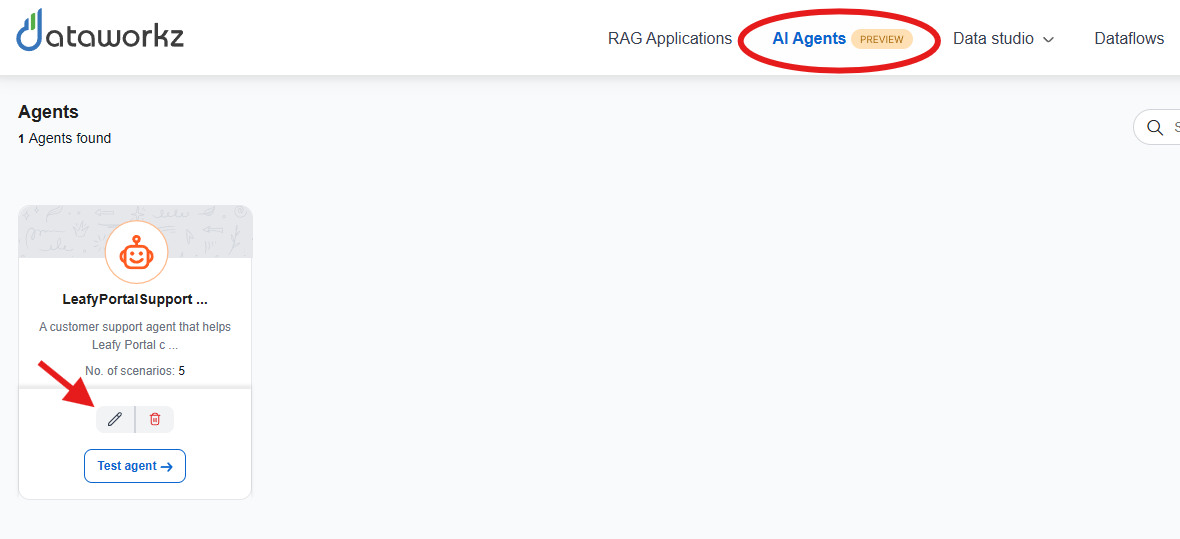 dataworkz
RAG Applications
AI Agents PREVIEW
Data studio
Dataflows
Agents
1 Agents found
LeafyPortalSupport ...
A customer support agent that helps
Leafy Portal c ...
No. of scenarios: 5
Test agent →